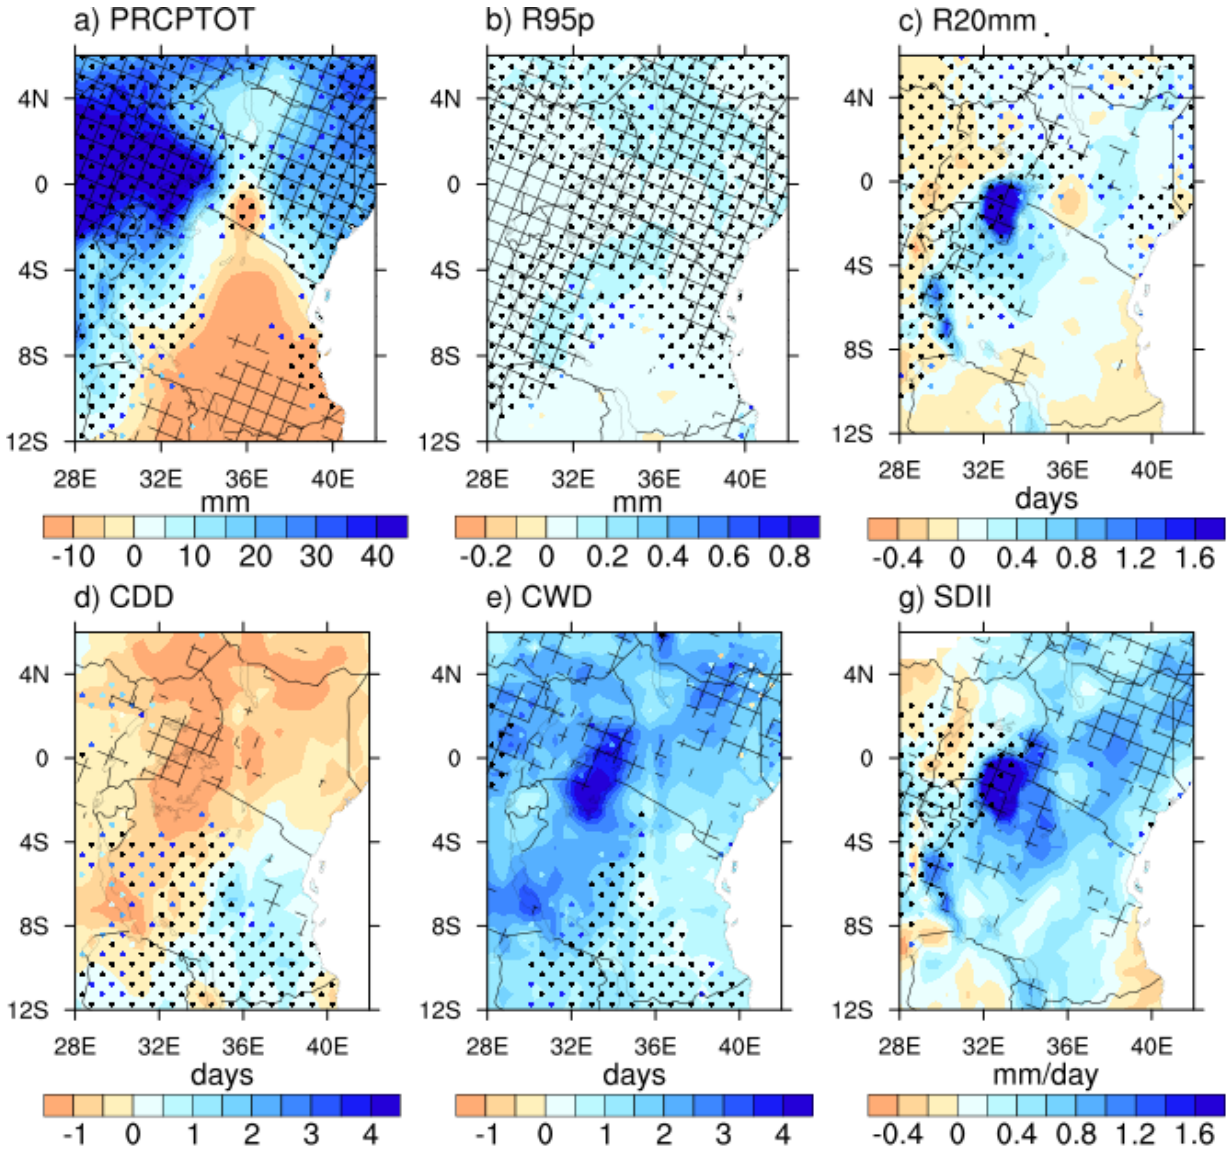 a) PRCPTOT
b) R95p
c) R20mm .
4N
0
4S
8S
12S
28E 32E 36E 40E
mm
-10 0 10 20 30 40
4N
0
4S
8S
12S
28E 32E 36E 40E
mm
-0.2 0 0.2 0.4 0.6 0.8
4N
0
4S
8S
12S
28E 32E 36E 40E
days
-0.4 0 0.4 0.8 1.2 1.6
d) CDD
e) CWD
g) SDII
4N
0
4S
8S
12S
28E 32E 36E 40E
days
-1 0 1 2 3 4
4N
0
4S
8S
12S
28E 32E 36E 40E
days
-1 0 1 2 3 4
4N
0
4S
8S
12S
28E 32E 36E 40E
mm/day
-0.4 0 0.4 0.8 1.2 1.6